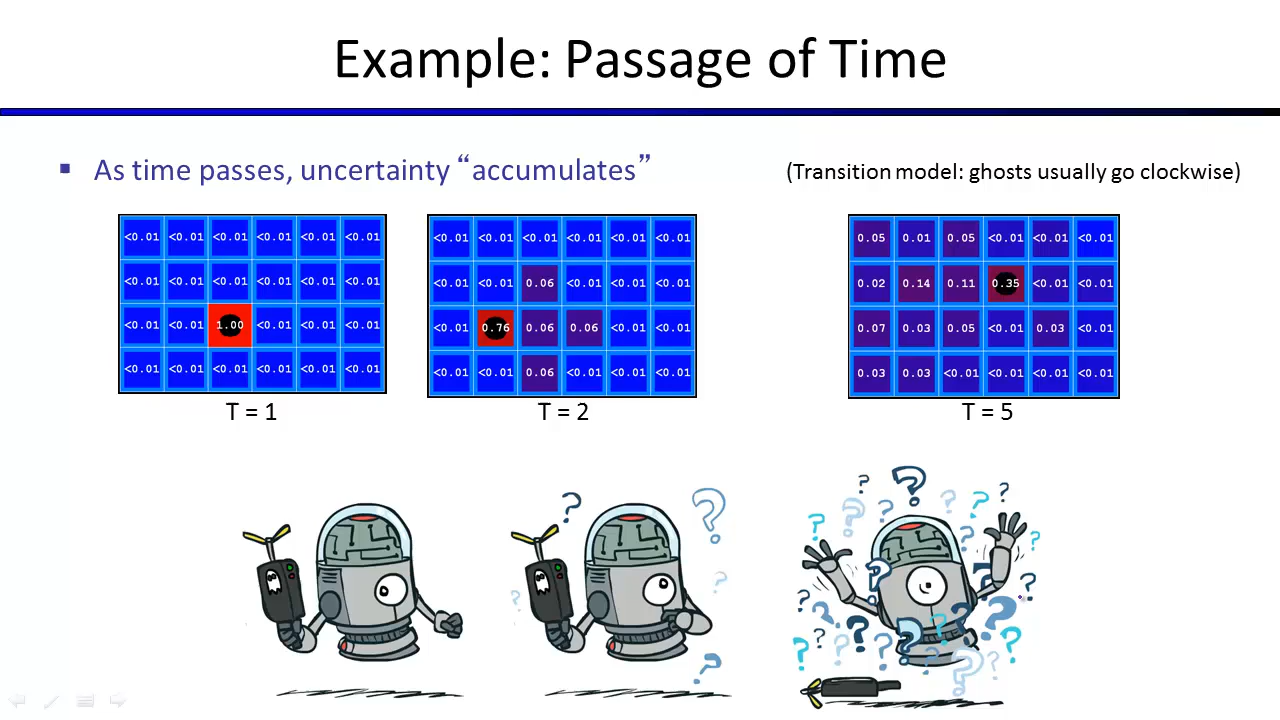 Example: Passage of Time
▪ As time passes, uncertainty “accumulates”
(Transition model: ghosts usually go clockwise)
<0.01 <0.01 <0.01 <0.01 <0.01 <0.01
<0.01 <0.01 <0.01 <0.01 <0.01 <0.01
<0.01 <0.01 1.00 <0.01 <0.01 <0.01
<0.01 <0.01 <0.01 <0.01 <0.01 <0.01
T = 1
<0.01 <0.01 <0.01 <0.01 <0.01 <0.01
<0.01 <0.01 0.06 <0.01 <0.01 <0.01
<0.01 0.76 0.06 0.06 <0.01 <0.01
<0.01 <0.01 0.06 <0.01 <0.01 <0.01
T = 2
0.05 0.01 0.05 <0.01 <0.01 <0.01
0.02 0.14 0.11 0.35 <0.01 <0.01
0.07 0.03 0.05 <0.01 0.03 <0.01
0.03 0.03 <0.01 <0.01 <0.01 <0.01
T = 5